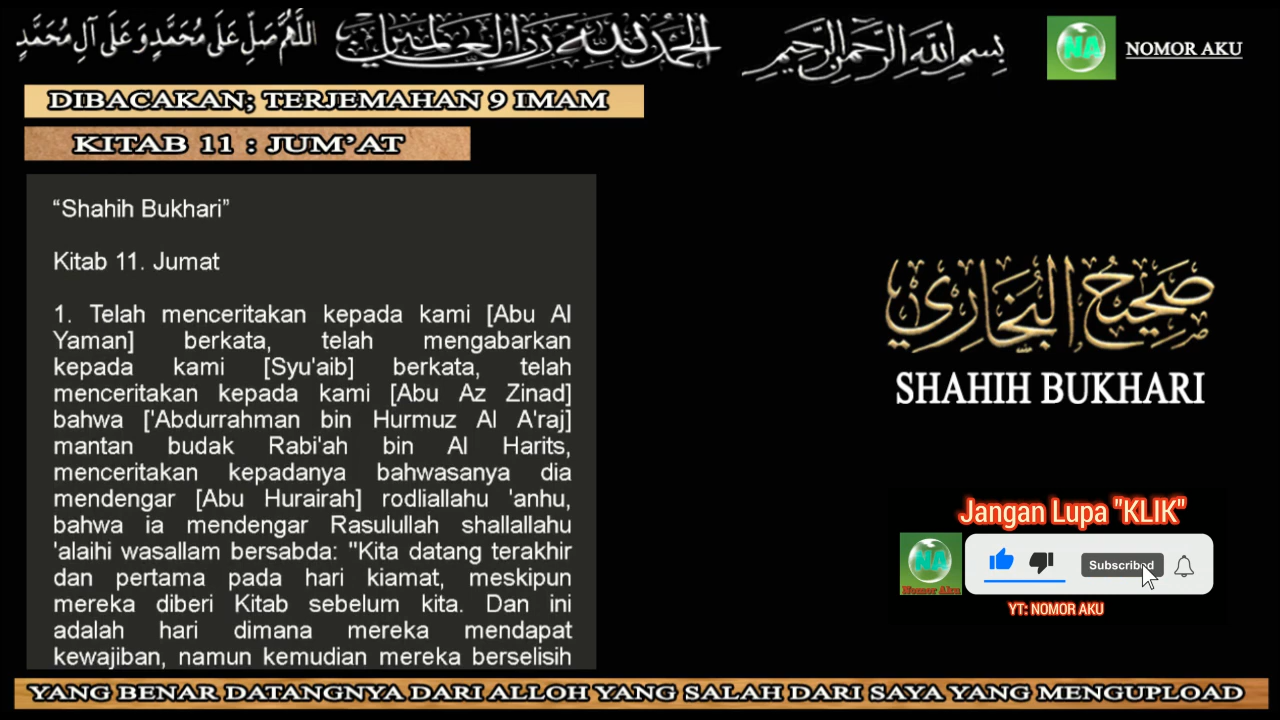 اللّٰهُمَّ صَلِّ عَلَى مُحَمَّدٍ وَعَلَى آلِ مُحَمَّدٍ
الحمد لله رب العالمين
بسم الله الرحمن الرحيم
NA
NOMOR AKU
DIBACAKAN; TERJEMAHAN 9 IMAM
KITAB 11 : JUM'AT
“Shahih Bukhari”
Kitab 11. Jumat
1. Telah menceritakan kepada kami [Abu Al
Yaman] berkata, telah mengabarkan
kepada kami [Syu'aib] berkata, telah
menceritakan kepada kami [Abu Az Zinad]
bahwa ['Abdurrahman bin Hurmuz Al A'raj]
mantan budak Rabi'ah bin Al Harits,
menceritakan kepadanya bahwasanya dia
mendengar [Abu Hurairah] rodliallahu 'anhu,
bahwa ia mendengar Rasulullah shallallahu
'alaihi wasallam bersabda: "Kita datang terakhir
dan pertama pada hari kiamat, meskipun
mereka diberi Kitab sebelum kita. Dan ini
adalah hari dimana mereka mendapat
kewajiban, namun kemudian mereka berselisih
صَحِيحُ البُخَارِي
SHAHIH BUKHARI
Jangan Lupa "KLIK"
NA
Nomor Aku
Subscribed
YT: NOMOR AKU
YANG BENAR DATANGNYA DARI ALLOH YANG SALAH DARI SAYA YANG MENGUPLOAD